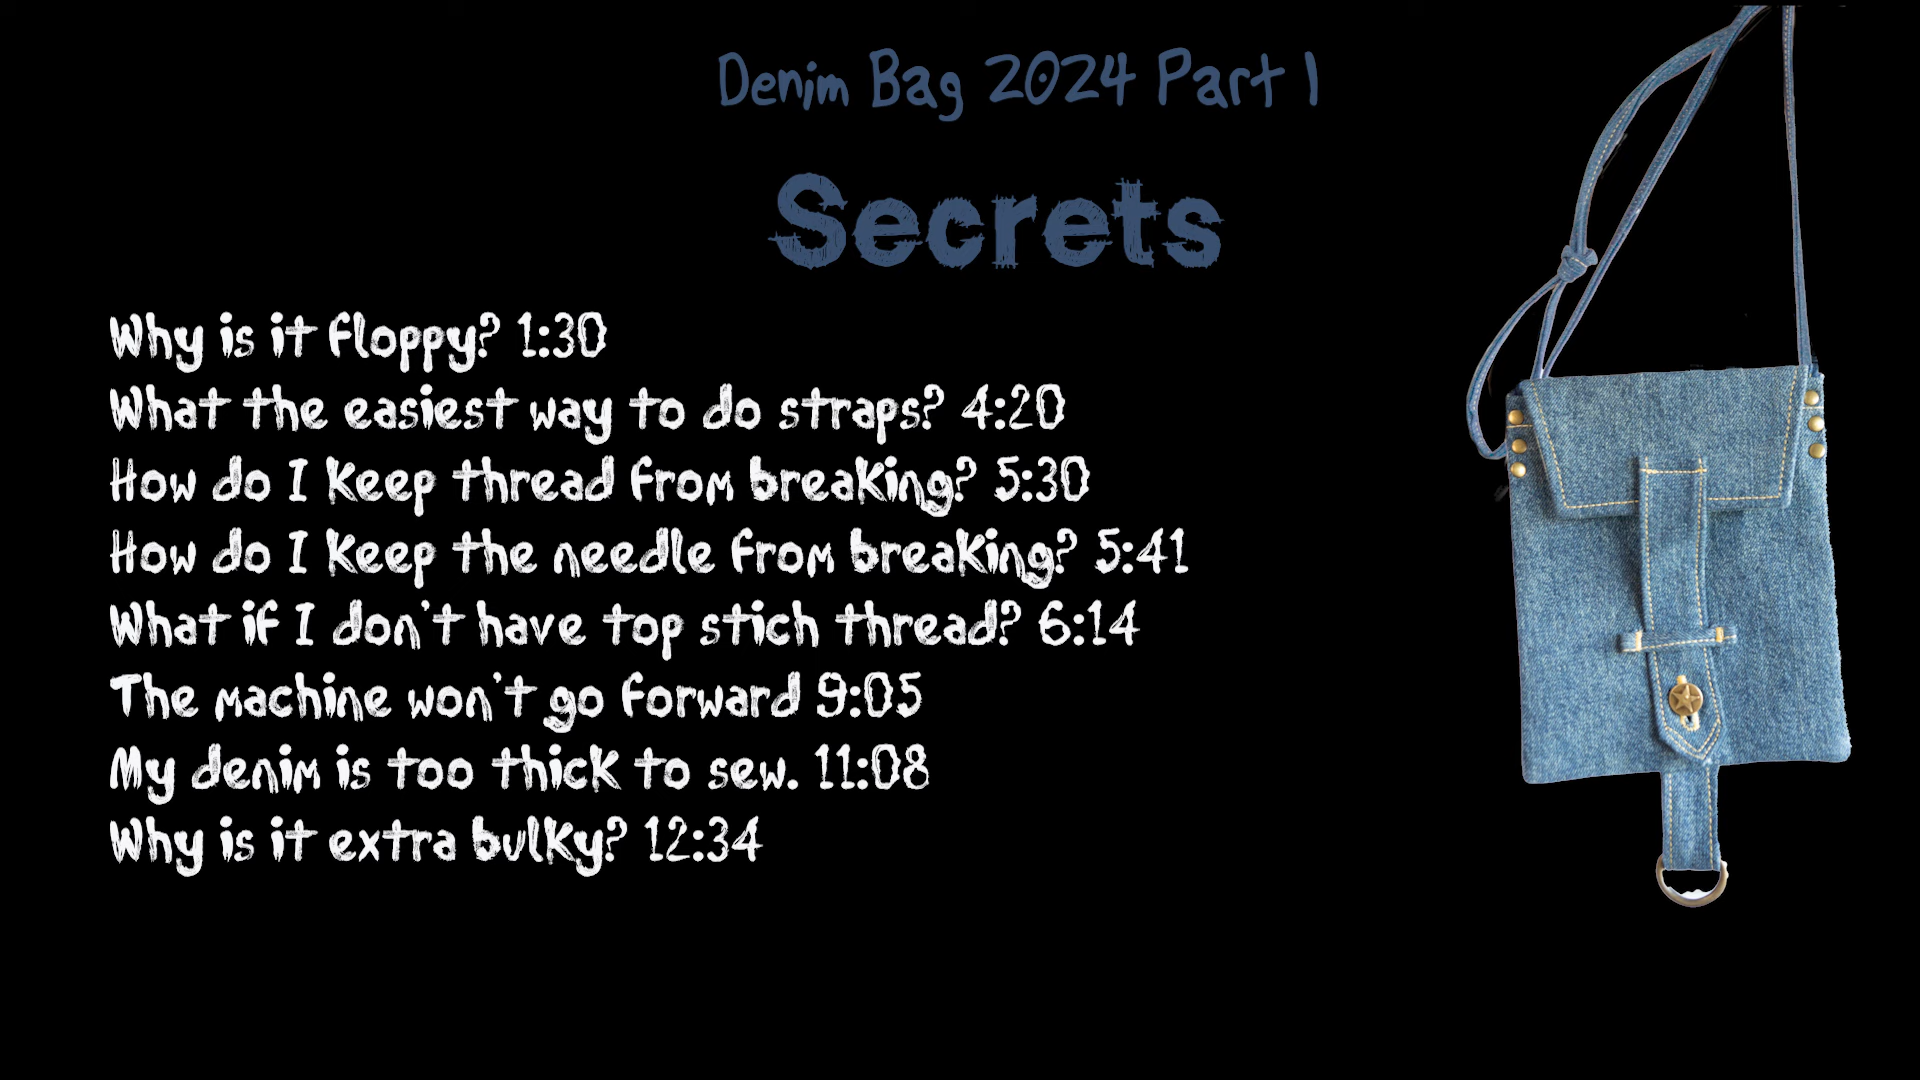 Denim Bag 2024 Part 1
Secrets
Why is it floppy? 1:30
What the easiest way to do straps? 4:20
How do I keep thread from breaking? 5:30
How do I keep the needle from breaking? 5:41
What if I don't have top stich thread? 6:14
The machine won't go forward 9:05
My denim is too thick to sew. 11:08
Why is it extra bulky? 12:34